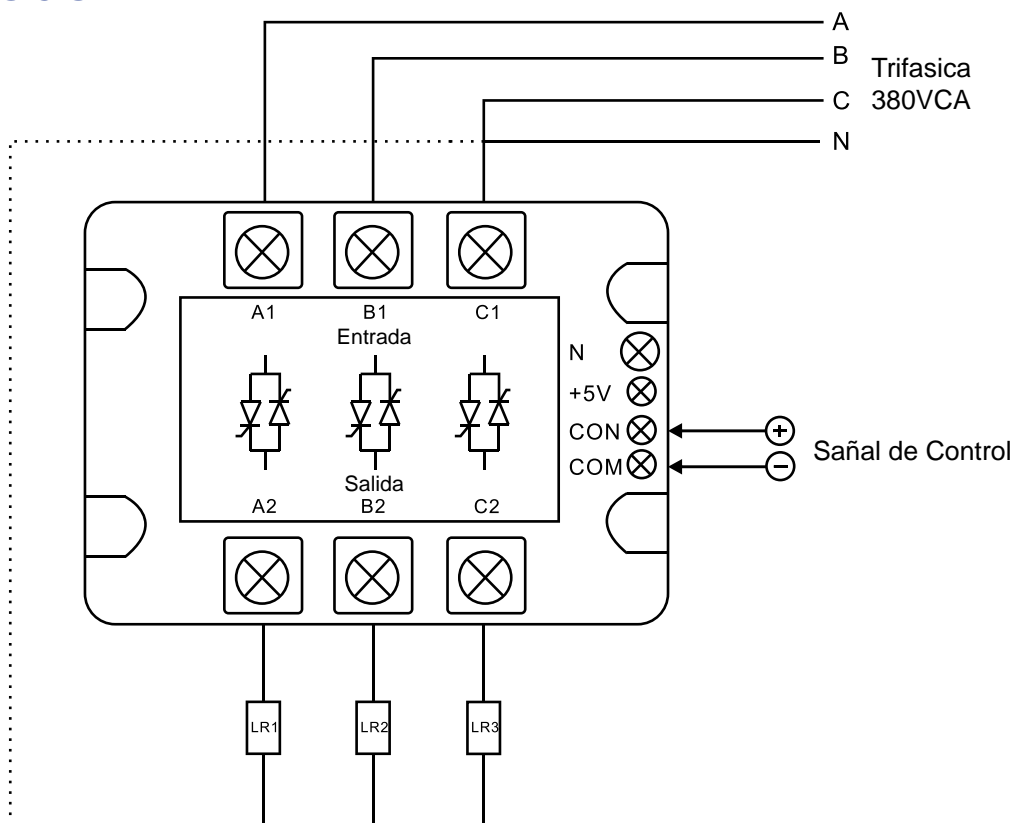 A
B
Trifasica
C
380VCA
N
A1
B1
C1
Entrada
N
+5V
CON
COM
Sañal de Control
Salida
A2
B2
C2
LR1
LR2
LR3